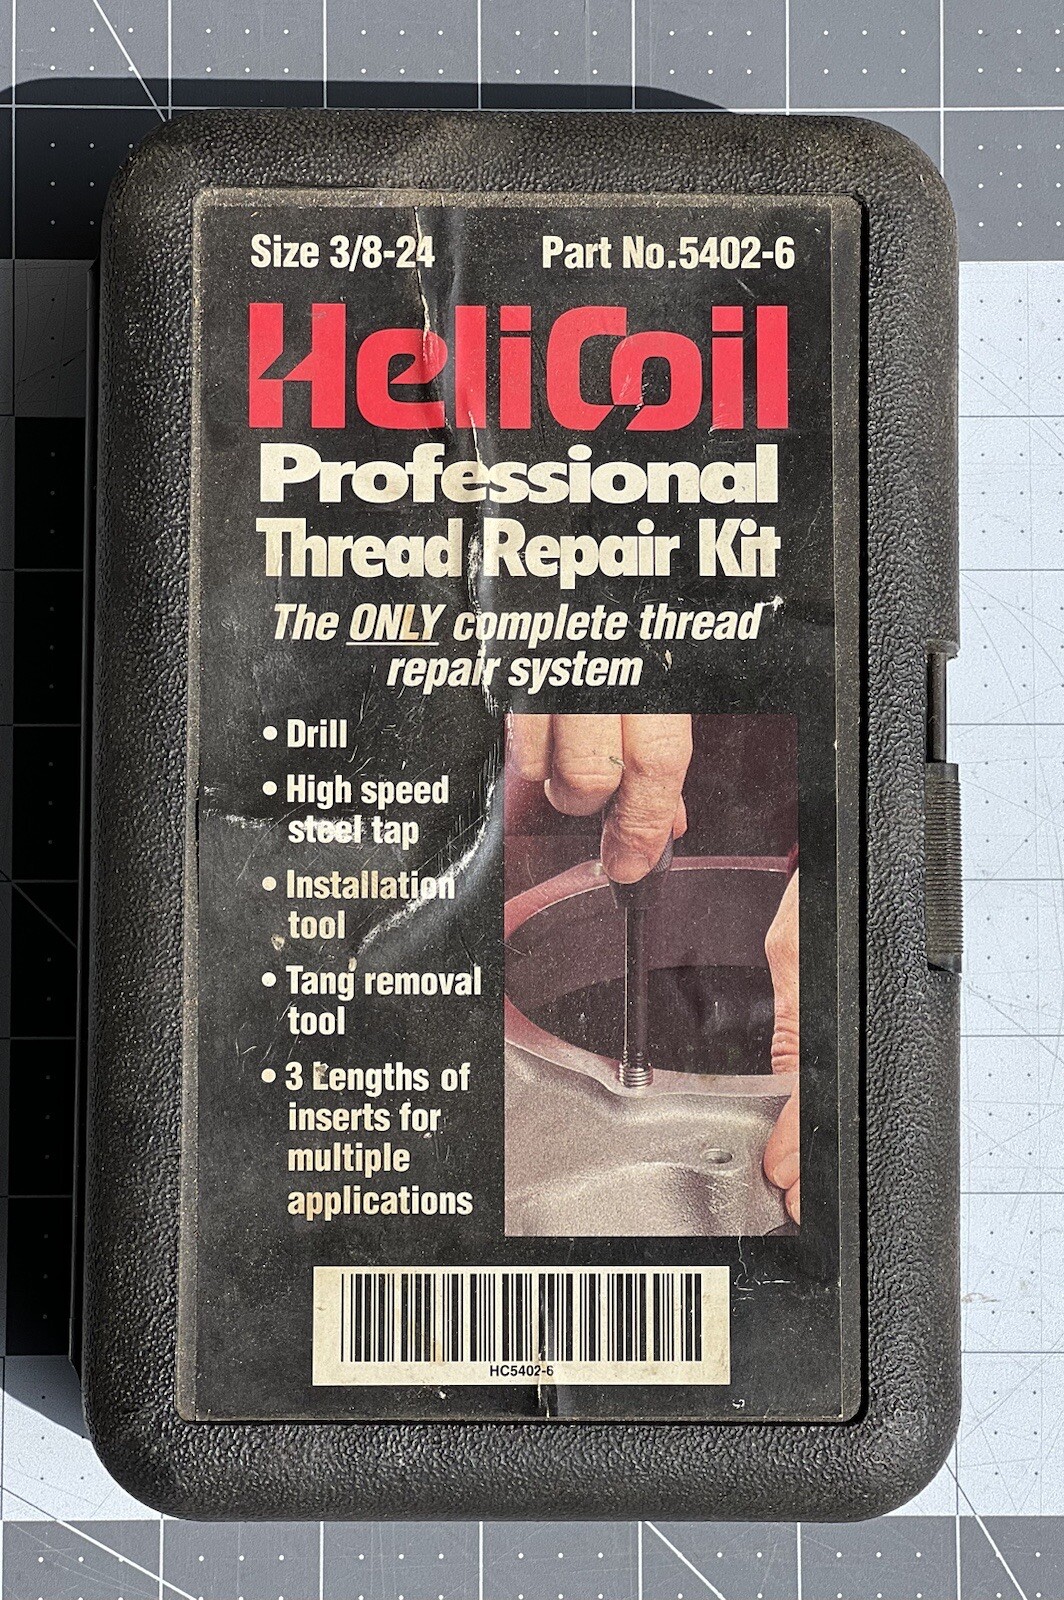 Size 3/8-24 Part No.5402-6
HeliCoil
Professional
Thread Repair Kit
The ONLY complete thread
repair system
• Drill
• High speed
steel tap
• Installation
tool
• Tang removal
tool
• 3 Lengths of
inserts for
multiple
applications
HC5402-6